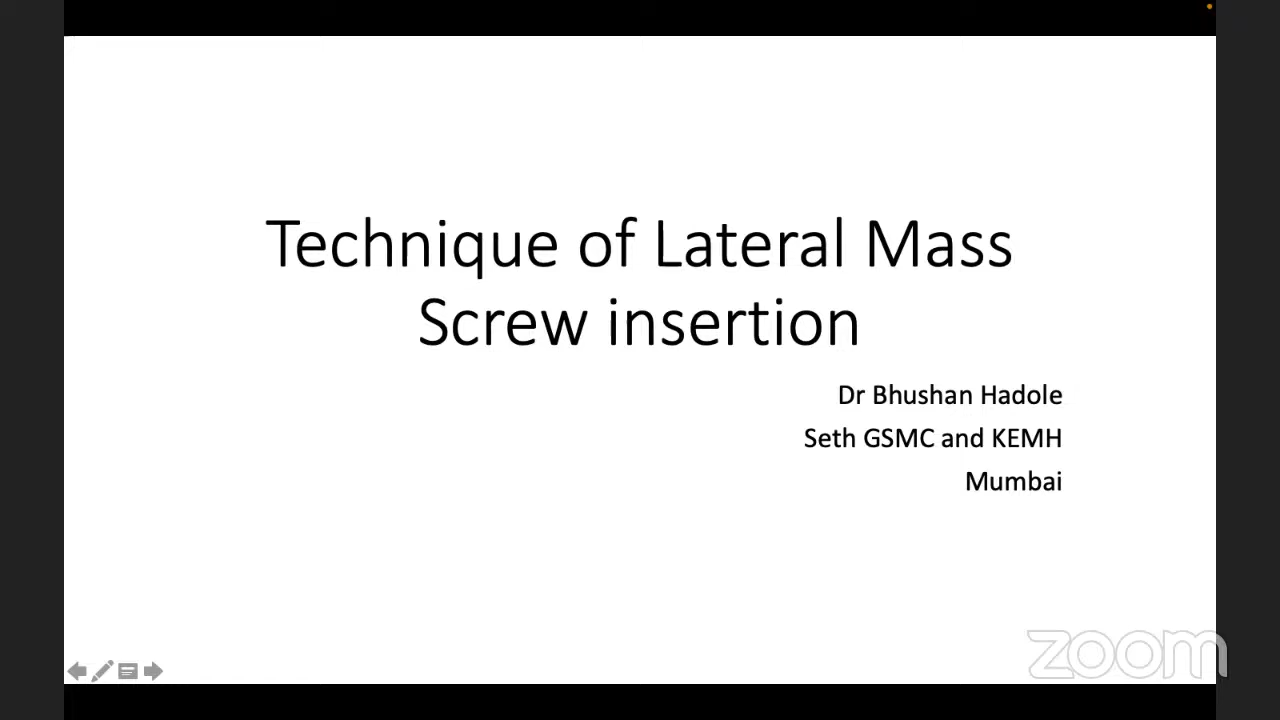 Technique of Lateral Mass
Screw insertion
Dr Bhushan Hadole
Seth GSMC and KEMH
Mumbai
zoom